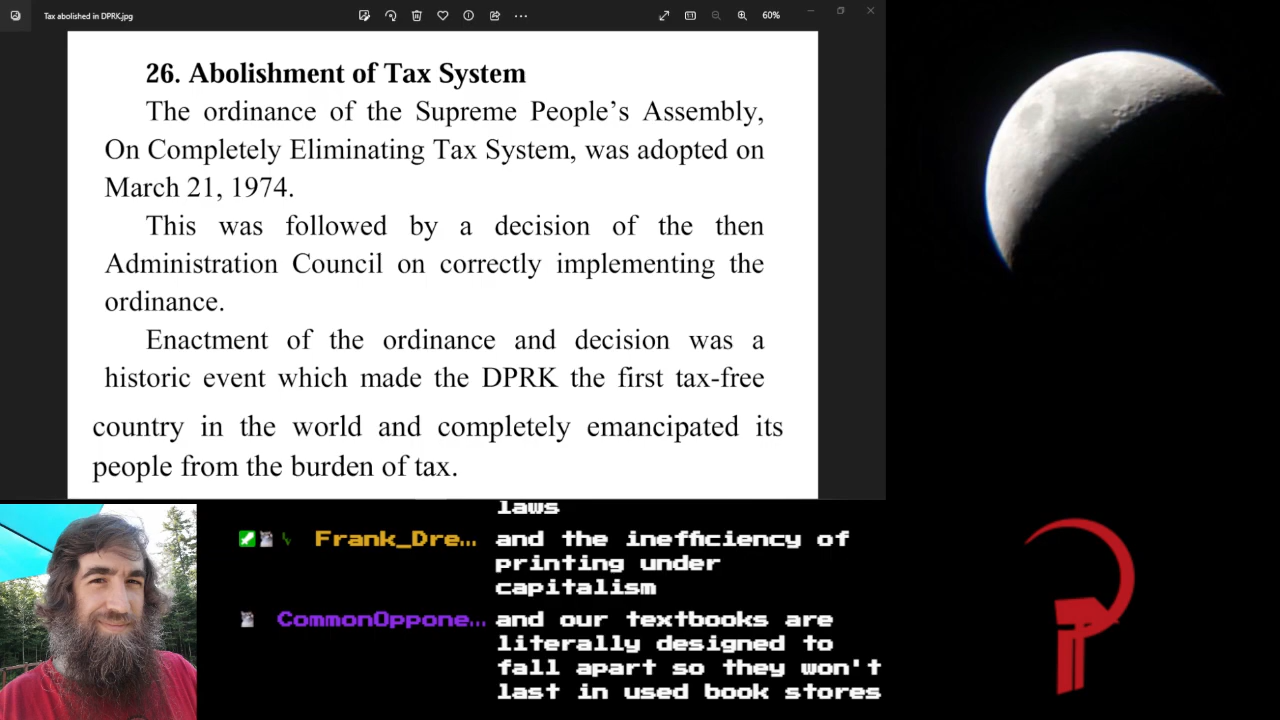 Tax abolished in DPRK.jpg
60%
26. Abolishment of Tax System
The ordinance of the Supreme People's Assembly,
On Completely Eliminating Tax System, was adopted on
March 21, 1974.
This was followed by a decision of the then
Administration Council on correctly implementing the
ordinance.
Enactment of the ordinance and decision was a
historic event which made the DPRK the first tax-free
country in the world and completely emancipated its
people from the burden of tax.
laws
Frank_Dre... and the inefficiency of
printing under
capitalism
CommonOppone... and our textbooks are
literally designed to
fall apart so they won't
last in used book stores